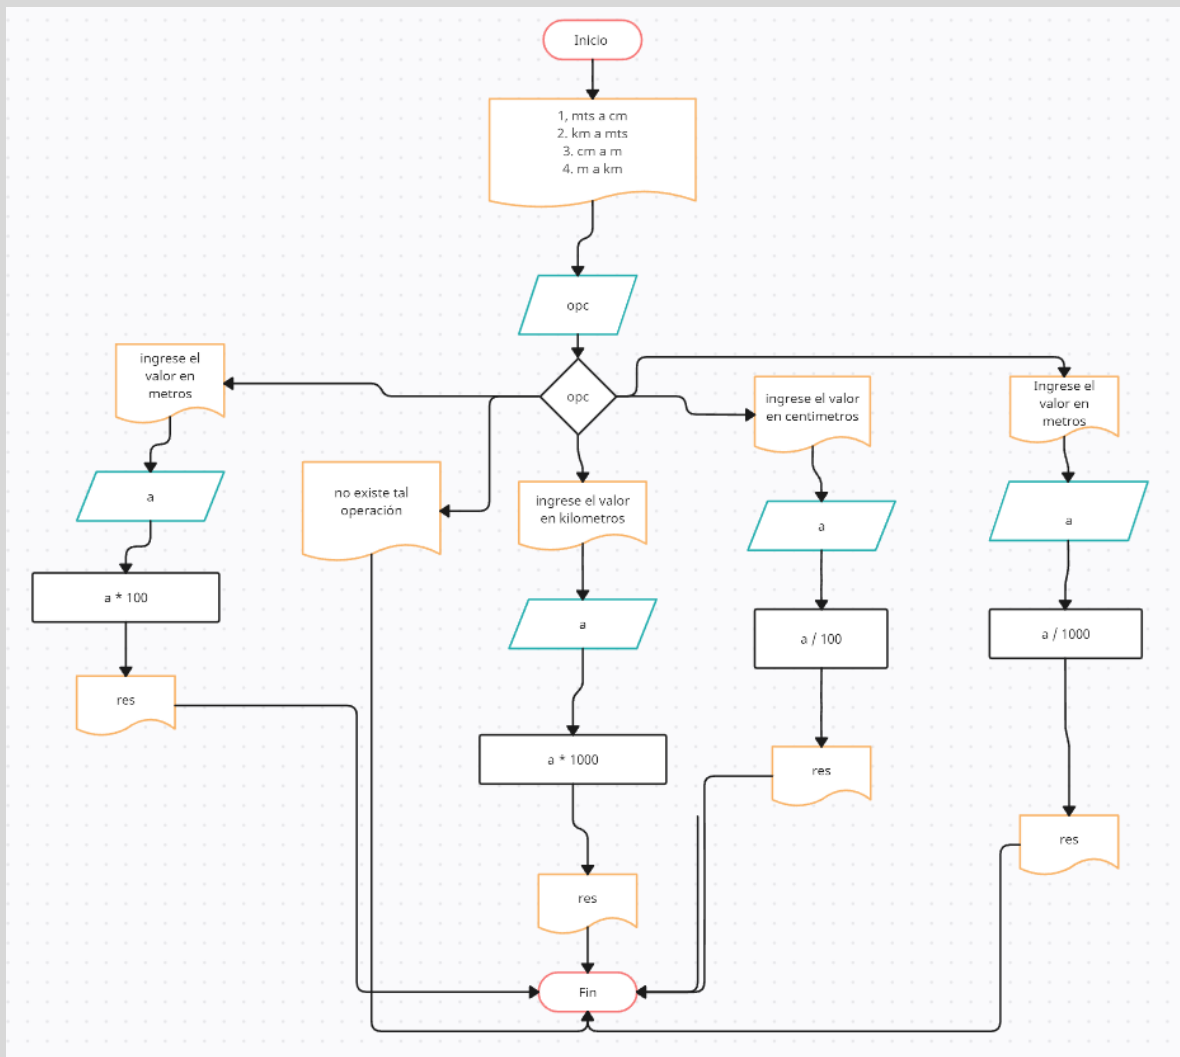 Inicio
1, mts a cm
2. km a mts
3. cm a m
4. m a km
opc
opc
ingrese el
valor en
metros
a
a * 100
res
no existe tal
operación
ingrese el valor
en kilometros
a
a * 1000
res
ingrese el valor
en centimetros
a
a / 100
res
Ingrese el
valor en
metros
a
a / 1000
res
Fin